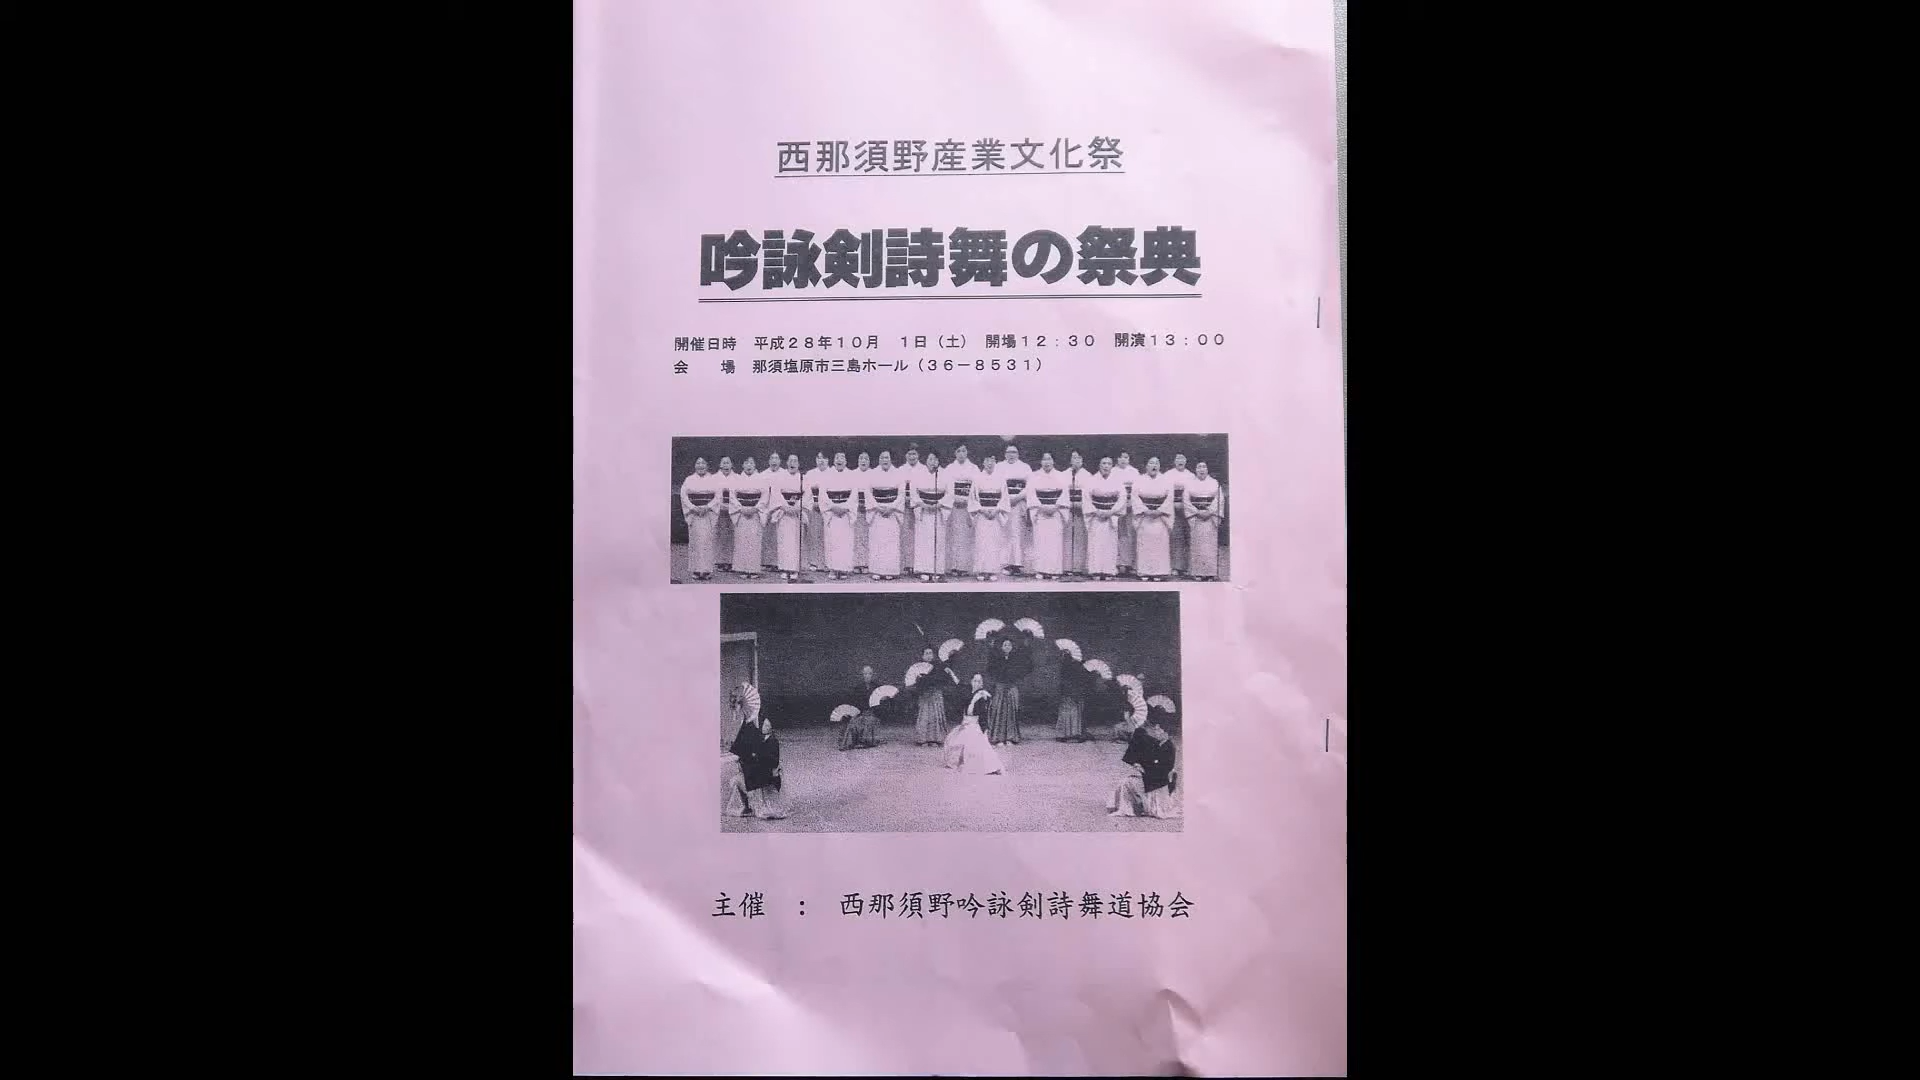 西那須野産業文化祭
吟詠剣詩舞の祭典
開催日時　平成２８年１０月　１日（土）　開場１２：３０　開演１３：００
会　　場　那須塩原市三島ホール（３６－８５３１）
主催　：　西那須野吟詠剣詩舞道協会